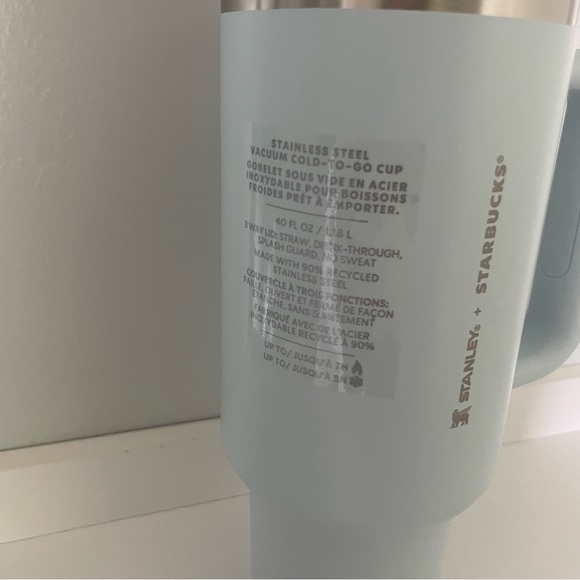 STAINLESS STEEL
VACUUM COLD-TO-GO CUP
GOBELET SOUS VIDE EN ACIER
INOXYDABLE POUR BOISSONS
FROIDES PRÊT À EMPORTER.
40 FL OZ / 1.18 L
3 WAY LID: STRAW, DRINK-THROUGH,
SPLASH GUARD, NO SWEAT
MADE WITH 90% RECYCLED
STAINLESS STEEL
COUVERCLE À TROIS FONCTIONS:
PAILLE, OUVERT ET FERMÉ DE FAÇON
ÉTANCHE, SANS SUINTEMENT
FABRIQUÉ AVEC DE L'ACIER
INOXYDABLE RECYCLÉ À 90%
UP TO/ JUSQU'À 7H
UP TO/ JUSQU'À
STANLEY® + STARBUCKS®